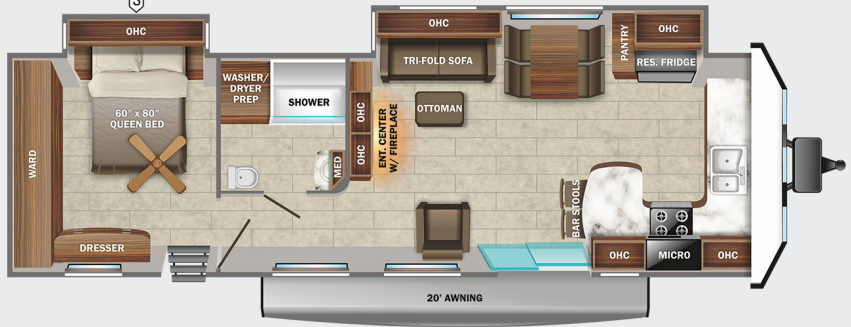 S
OHC
OHC
OHC
PANTRY
TRI-FOLD SOFA
RES. FRIDGE
WASHER/
DRYER
PREP
SHOWER
60" x 80"
QUEEN BED
OHC
OHC
ENT. CENTER
W/ FIREPLACE
OTTOMAN
WARD
MED
BAR STOOLS
DRESSER
OHC
MICRO
OHC
20' AWNING